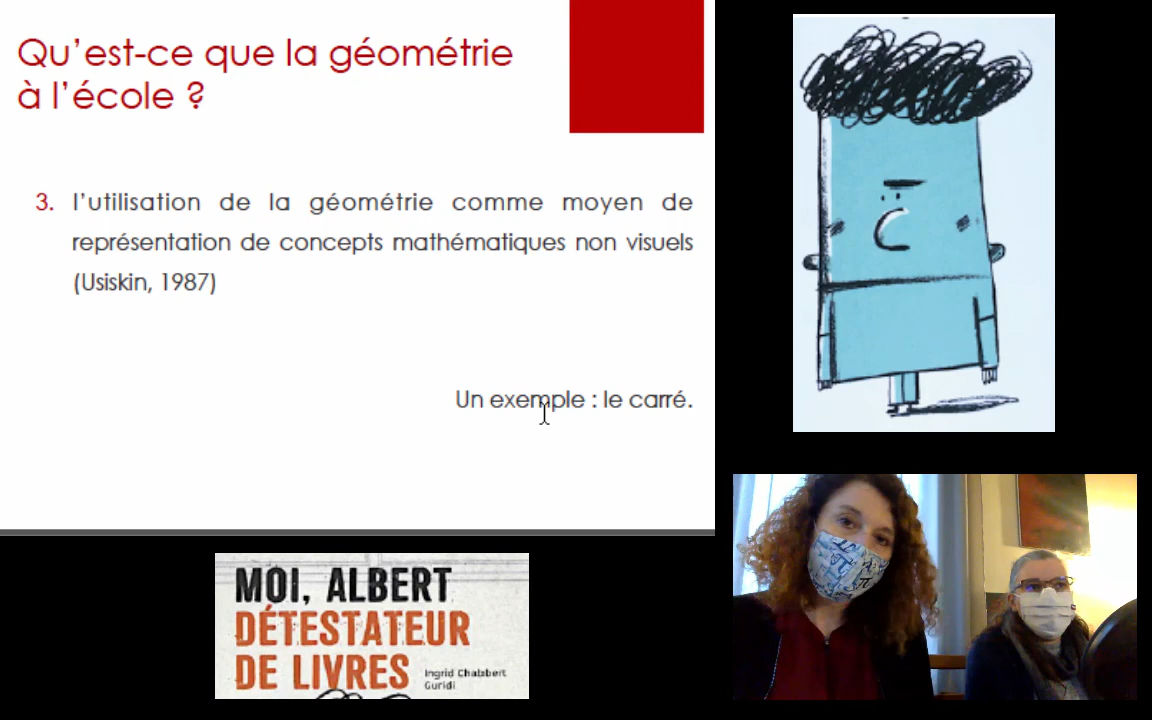 Qu’est-ce que la géométrie
à l’école ?
3. l’utilisation de la géométrie comme moyen de
représentation de concepts mathématiques non visuels
(Usiskin, 1987)
Un exemple : le carré.
MOI, ALBERT
DÉTESTATEUR
DE LIVRES
Ingrid Chabbert
Guridi